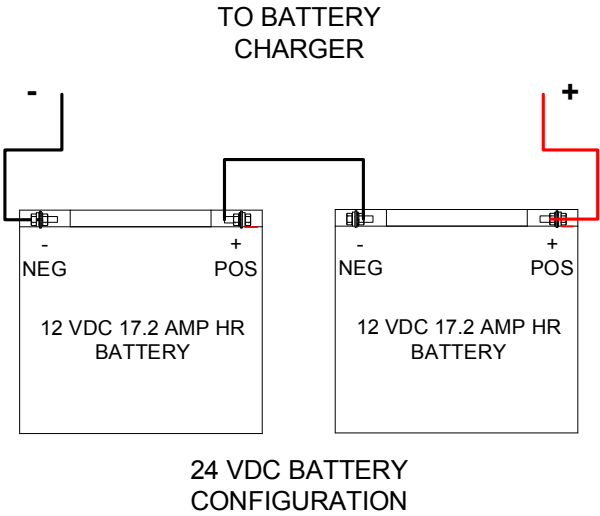 TO BATTERY
CHARGER
- +
- + - +
NEG POS NEG POS
12 VDC 17.2 AMP HR 12 VDC 17.2 AMP HR
BATTERY BATTERY
24 VDC BATTERY
CONFIGURATION